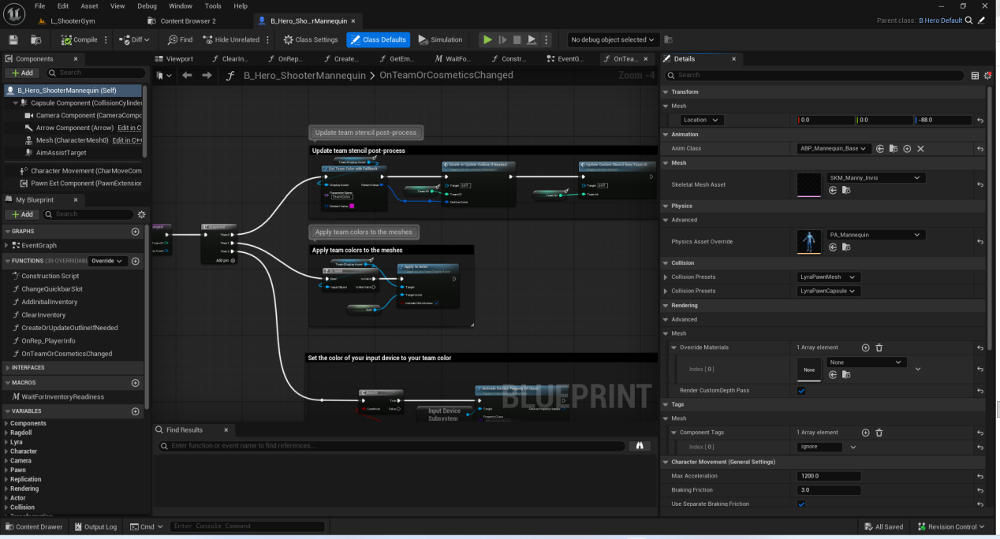 File Edit Asset View Debug Window Tools Help
L_ShooterGym Content Browser 2 B_Hero_Sho...rMannequin
Parent class: B Hero Default
Compile Diff Find Hide Unrelated Class Settings Class Defaults Simulation No debug object selected
Components
Add Search
B_Hero_ShooterMannequin (Self)
Capsule Component (CollisionCylinder
Camera Component (CameraCompo
Arrow Component (Arrow) Edit in C
Mesh (CharacterMesh0) Edit in C++
AimAssistTarget
Character Movement (CharMoveCom
Pawn Ext Component (PawnExtension
My Blueprint
Add Search
GRAPHS
EventGraph
FUNCTIONS (39 OVERRIDABL Override
Construction Script
ChangeQuickbarSlot
AddInitialInventory
ClearInventory
CreateOrUpdateOutlineIfNeeded
OnRep_PlayerInfo
OnTeamOrCosmeticsChanged
INTERFACES
MACROS
WaitForInventoryReadiness
VARIABLES
Components
Ragdoll
Lyra
Character
Camera
Pawn
Replication
Rendering
Actor
Collision
Viewport ClearIn... OnRep... Create... GetEm... WaitFo... Constr... EventG... OnTea...
B_Hero_ShooterMannequin > OnTeamOrCosmeticsChanged Zoom -4
Update team stencil post-process
Update team stencil post-process
Team Display Asset
Get Team Color with Fallback
Display Asset Return Value
Parameter Name
TeamColor
Default Value
Create or Update Outline if Needed
Target self
TeamID
TeamID
Outline Color
Update Custom Stencil from Team ID
Target self
TeamID
Team Id
Sequence
Then 0
Then 1
Then 2
Add pin
Apply team colors to the meshes
Apply team colors to the meshes
Team Display Asset
Is Valid
Exec Is Valid
Input Object Is Not Valid
Apply to Actor
Target
Target Actor
Include Child Actors
Self
Set the color of your input device to your team color
Branch
True
Condition False
Input Device
Subsystem
Activate Device Property Of Class
Target
Property Class
BLUEPRINT
Find Results
Enter function or event name to find references...
Details
Search
Transform
Mesh
Location 0.0 0.0 -88.0
Animation
Anim Class ABP_Mannequin_Base
Mesh
Skeletal Mesh Asset SKM_Manny_Invis
Physics
Advanced
Physics Asset Override PA_Mannequin
Collision
Collision Presets LyraPawnMesh
Collision Presets LyraPawnCapsule
Rendering
Advanced
Mesh
Override Materials 1 Array element
Index [ 0 ] None None
Render CustomDepth Pass
Tags
Mesh
Component Tags 1 Array element
Index [ 0 ] ignore
Character Movement (General Settings)
Max Acceleration 1200.0
Braking Friction 3.0
Use Separate Braking Friction
Content Drawer Output Log Cmd Enter Console Command All Saved Revision Control